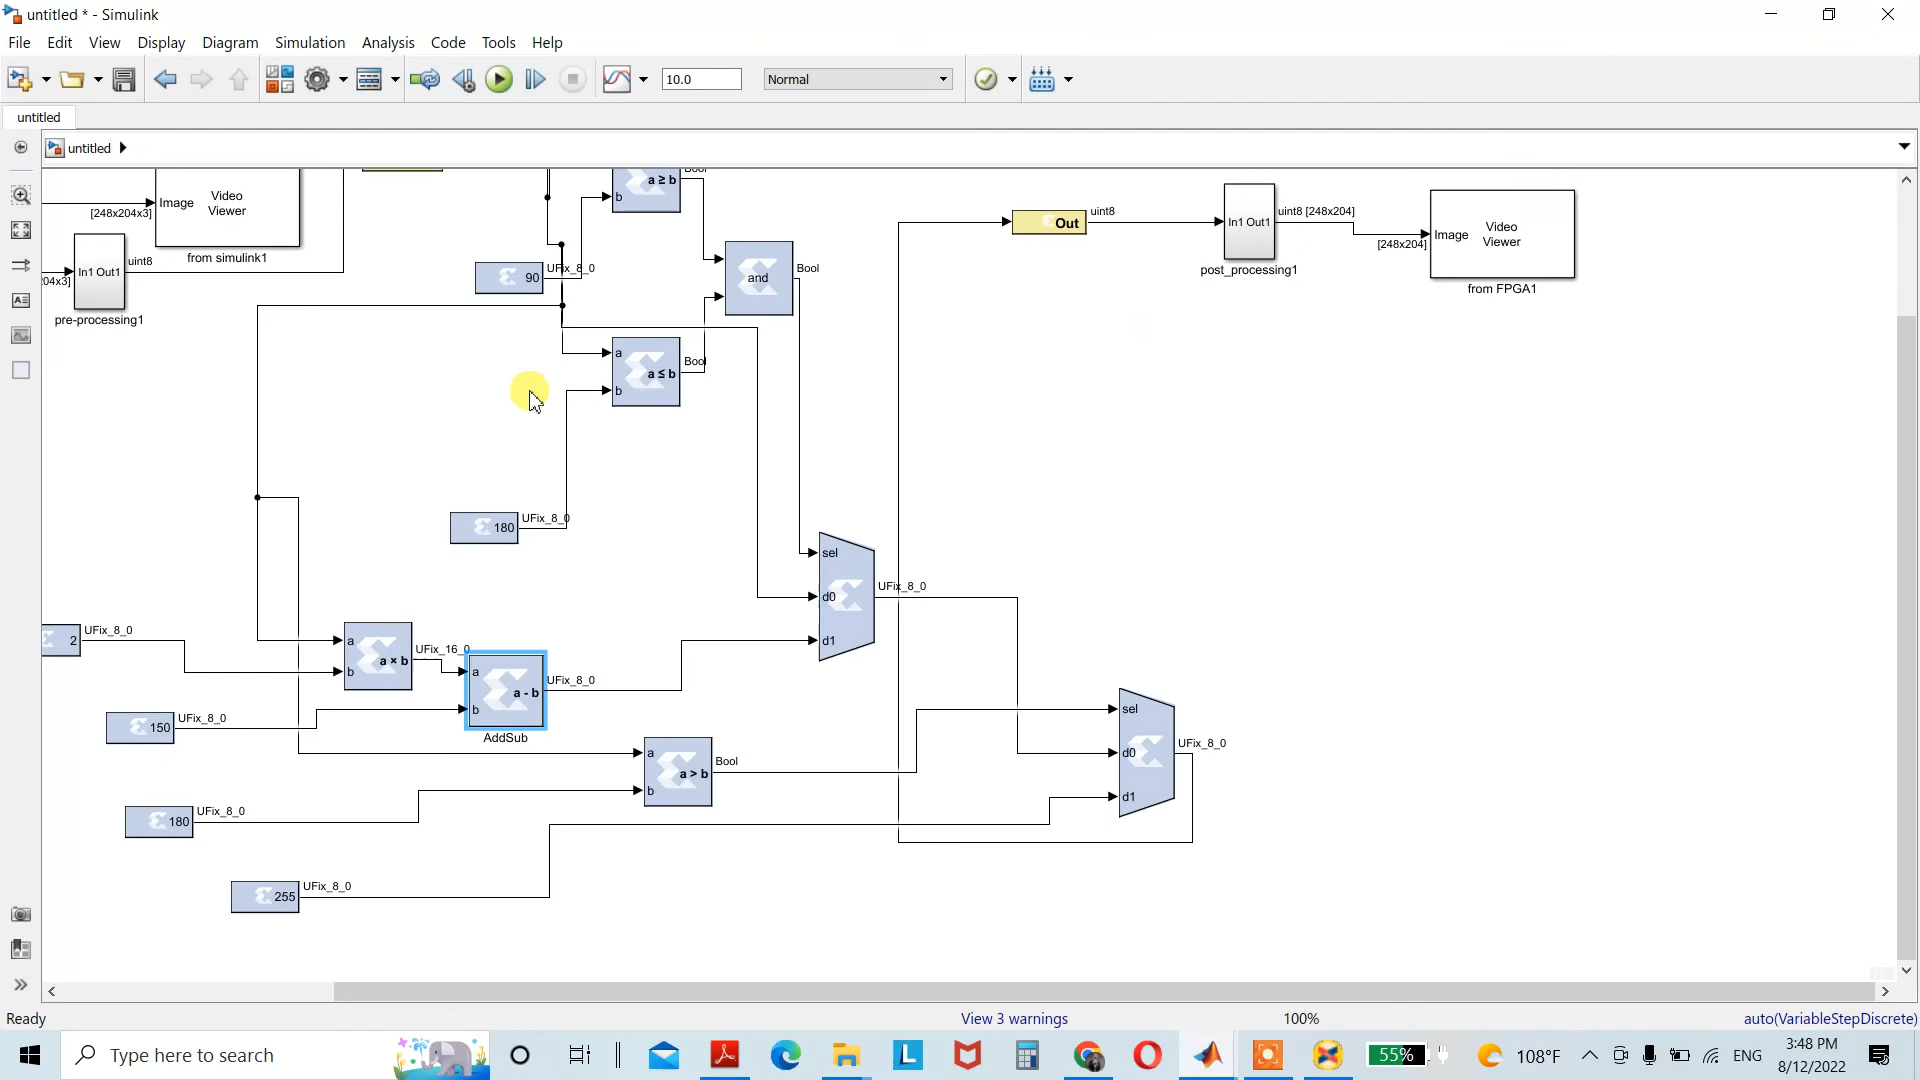 untitled * - Simulink
File Edit View Display Diagram Simulation Analysis Code Tools Help
10.0 Normal
untitled
untitled
Image Video Viewer
[248x204x3]
from simulink1
In1 Out1 uint8
04x3]
pre-processing1
a ≥ b
b
90 UFix_8_0
and Bool
a
a ≤ b Bool
b
180 UFix_8_0
Out uint8
In1 Out1 uint8 [248x204]
post_processing1
[248x204] Image Video Viewer
from FPGA1
sel
d0
d1
UFix_8_0
2 UFix_8_0
a
a × b UFix_16_0
b
a
a - b UFix_8_0
b
AddSub
150 UFix_8_0
a
a > b Bool
b
180 UFix_8_0
255 UFix_8_0
sel
d0
d1
UFix_8_0
Ready View 3 warnings 100% auto(VariableStepDiscrete)
Type here to search
55% 108°F ENG 3:48 PM
8/12/2022